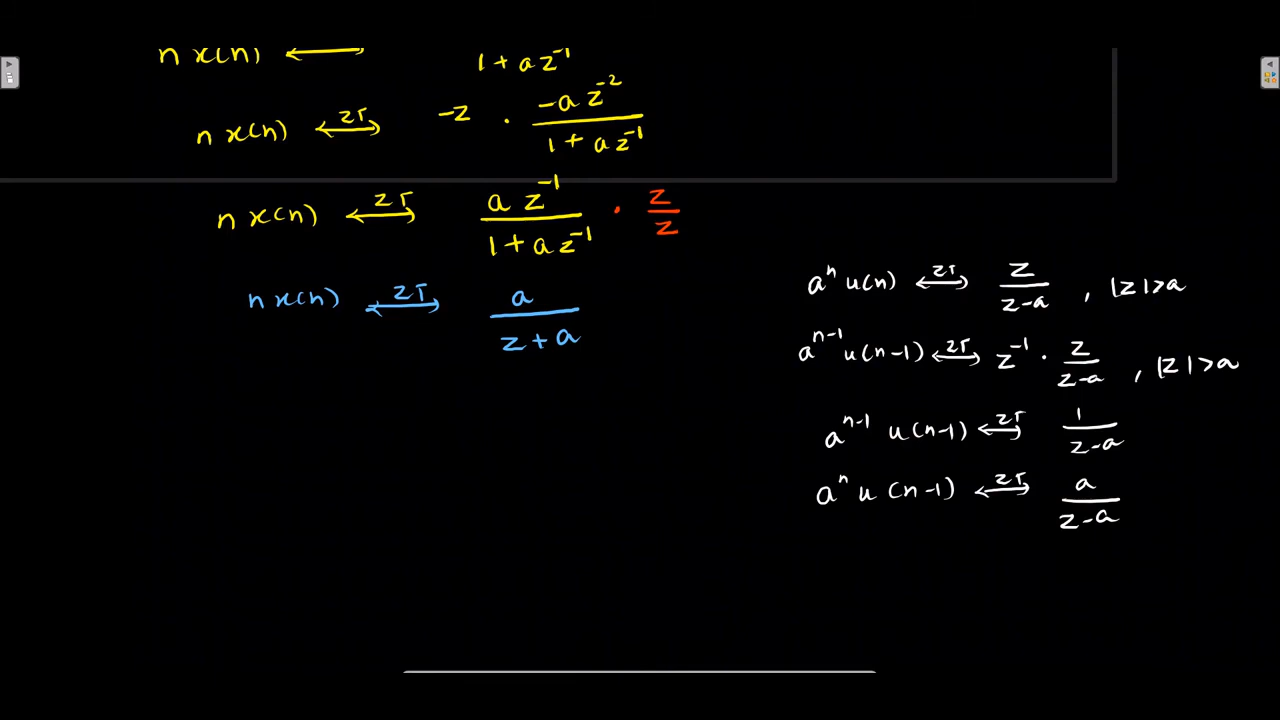 n x(n) ⟷ 1 + a z⁻¹
n x(n) ⟷ZT -z · -a z⁻² / 1 + a z⁻¹
n x(n) ⟷ZT a z⁻¹ / 1 + a z⁻¹ · z / z
n x(n) ⟷ZT a / z + a
aⁿ u(n) ⟷ZT z / z-a , |z| > a
aⁿ⁻¹ u(n-1) ⟷ZT z⁻¹ · z / z-a , |z| > a
aⁿ⁻¹ u(n-1) ⟷ZT 1 / z-a
aⁿ u(n-1) ⟷ZT a / z-a